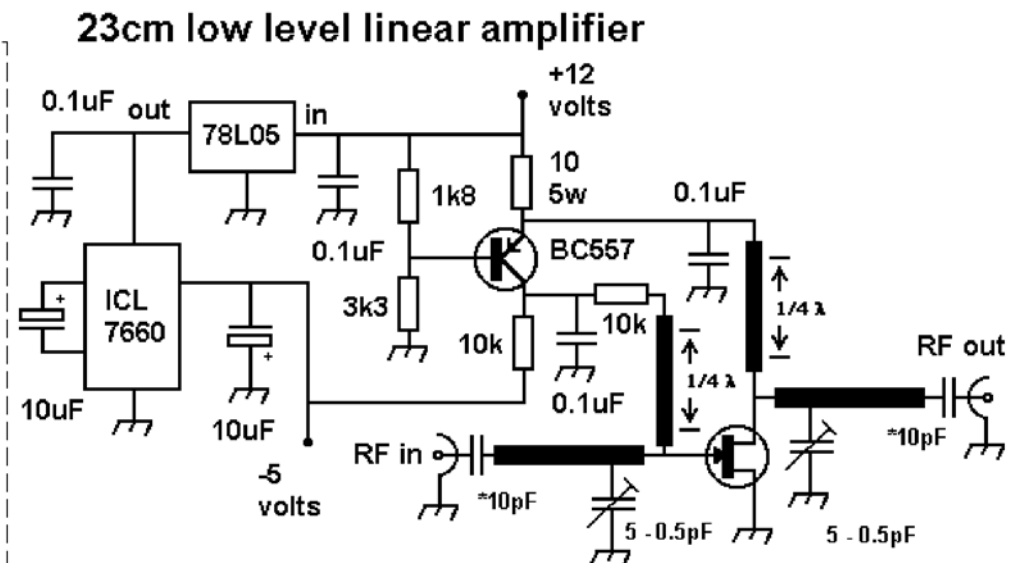 23cm low level linear amplifier
+12
volts
0.1uF
out
78L05
in
10
5w
1k8
0.1uF
0.1uF
BC557
ICL
7660
+
3k3
10k
10k
1/4 λ
1/4 λ
RF out
+
10uF
10uF
0.1uF
*10pF
RF in
-5
volts
*10pF
5 - 0.5pF
5 - 0.5pF